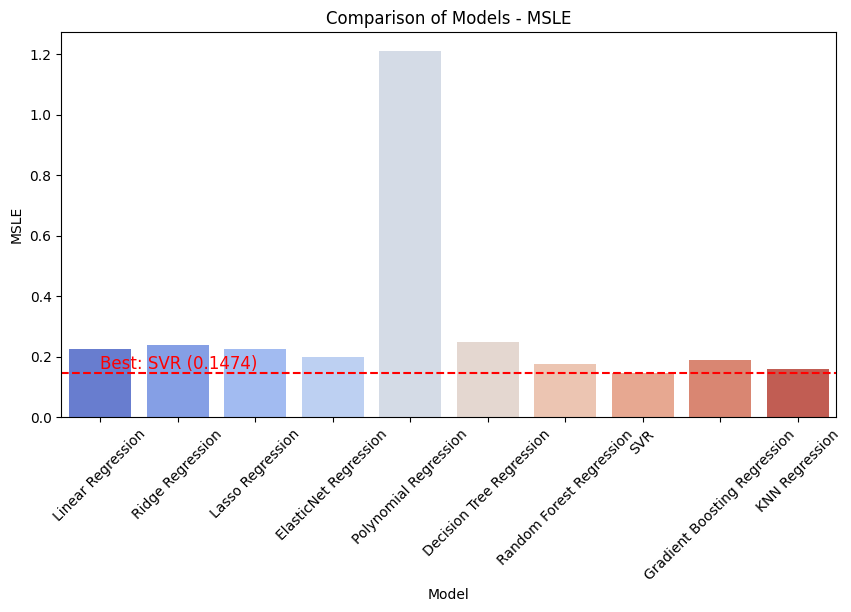 Comparison of Models - MSLE
MSLE
1.2
1.0
0.8
0.6
0.4
0.2
0.0
Best: SVR (0.1474)
Linear Regression
Ridge Regression
Lasso Regression
ElasticNet Regression
Polynomial Regression
Decision Tree Regression
Random Forest Regression
SVR
Gradient Boosting Regression
KNN Regression
Model